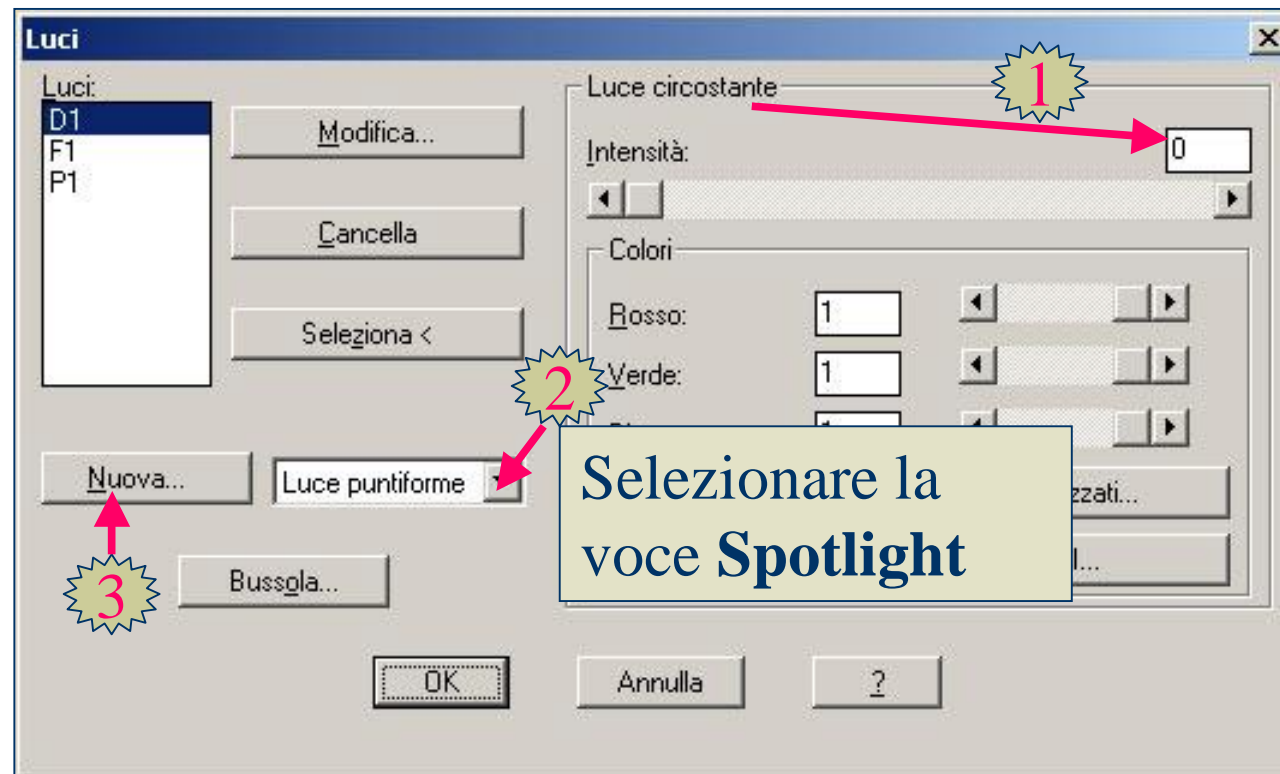 Luci
Luci:
D1
F1
P1
Modifica...
Cancella
Seleziona <
Nuova...
Luce puntiforme
Bussola...
Luce circostante
1
Intensità:
0
Colori
Rosso:
1
Verde:
1
2
3
Selezionare la
voce Spotlight
OK
Annulla
?